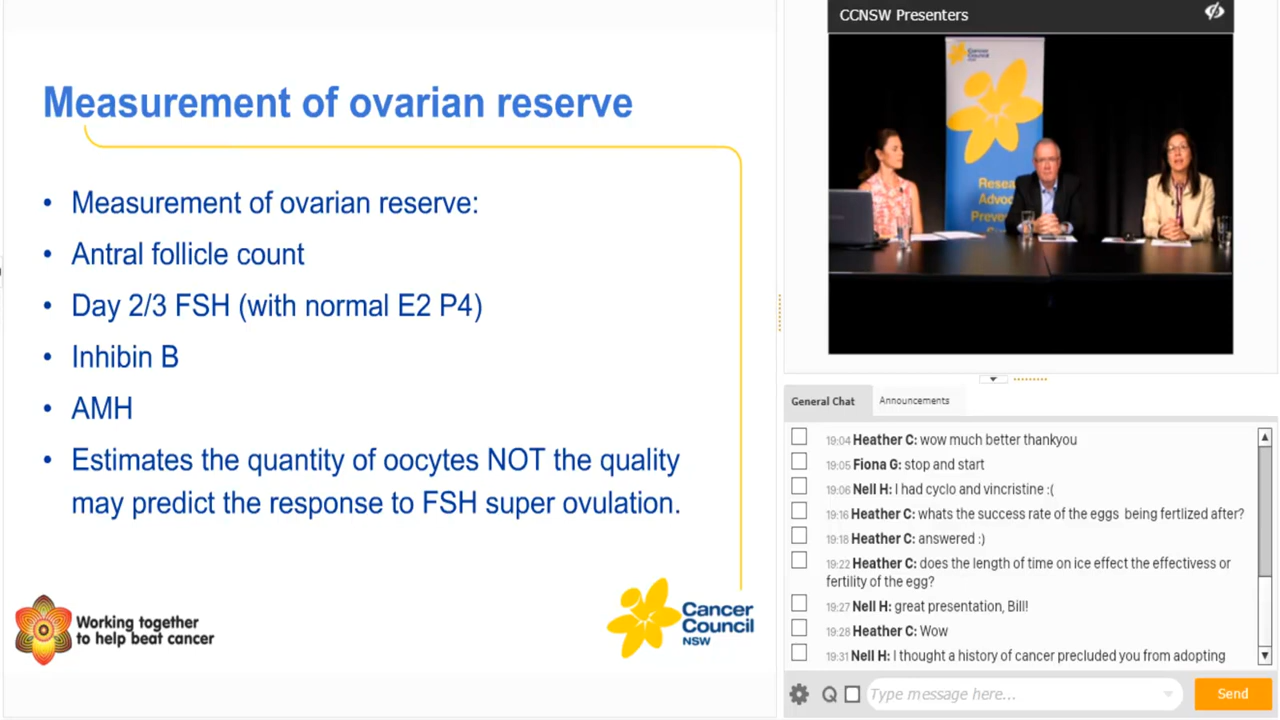 Measurement of ovarian reserve
• Measurement of ovarian reserve:
• Antral follicle count
• Day 2/3 FSH (with normal E2 P4)
• Inhibin B
• AMH
• Estimates the quantity of oocytes NOT the quality
may predict the response to FSH super ovulation.
Working together
to help beat cancer
Cancer
Council
NSW
CCNSW Presenters
Cancer
Council
General Chat
Announcements
19:04 Heather C: wow much better thankyou
19:05 Fiona G: stop and start
19:06 Nell H: I had cyclo and vincristine :(
19:16 Heather C: whats the success rate of the eggs being fertlized after?
19:18 Heather C: answered :)
19:22 Heather C: does the length of time on ice effect the effectivess or
fertility of the egg?
19:27 Nell H: great presentation, Bill!
19:28 Heather C: Wow
19:31 Nell H: I thought a history of cancer precluded you from adopting
Q
Type message here...
Send